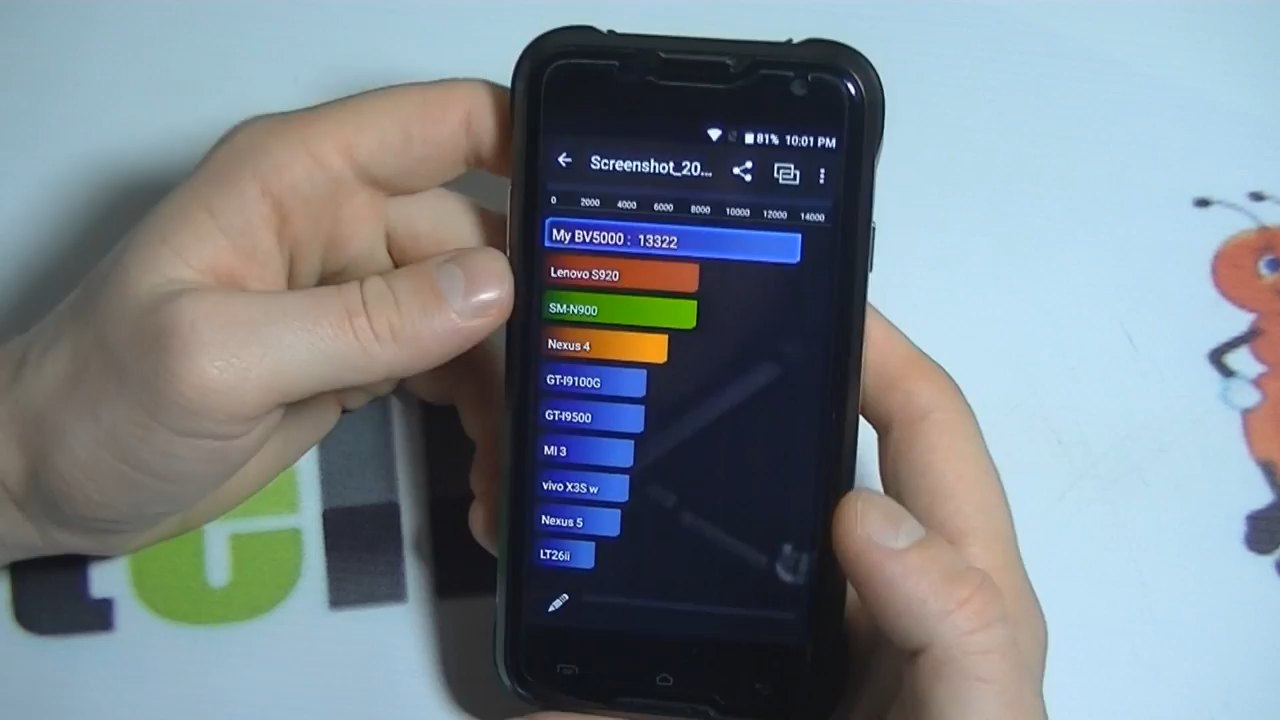 81% 10:01 PM
Screenshot_20...
0 2000 4000 6000 8000 10000 12000 14000
My BV5000 : 13322
Lenovo S920
SM-N900
Nexus 4
GT-I9100G
GT-I9500
MI 3
vivo X3S w
Nexus 5
LT26ii